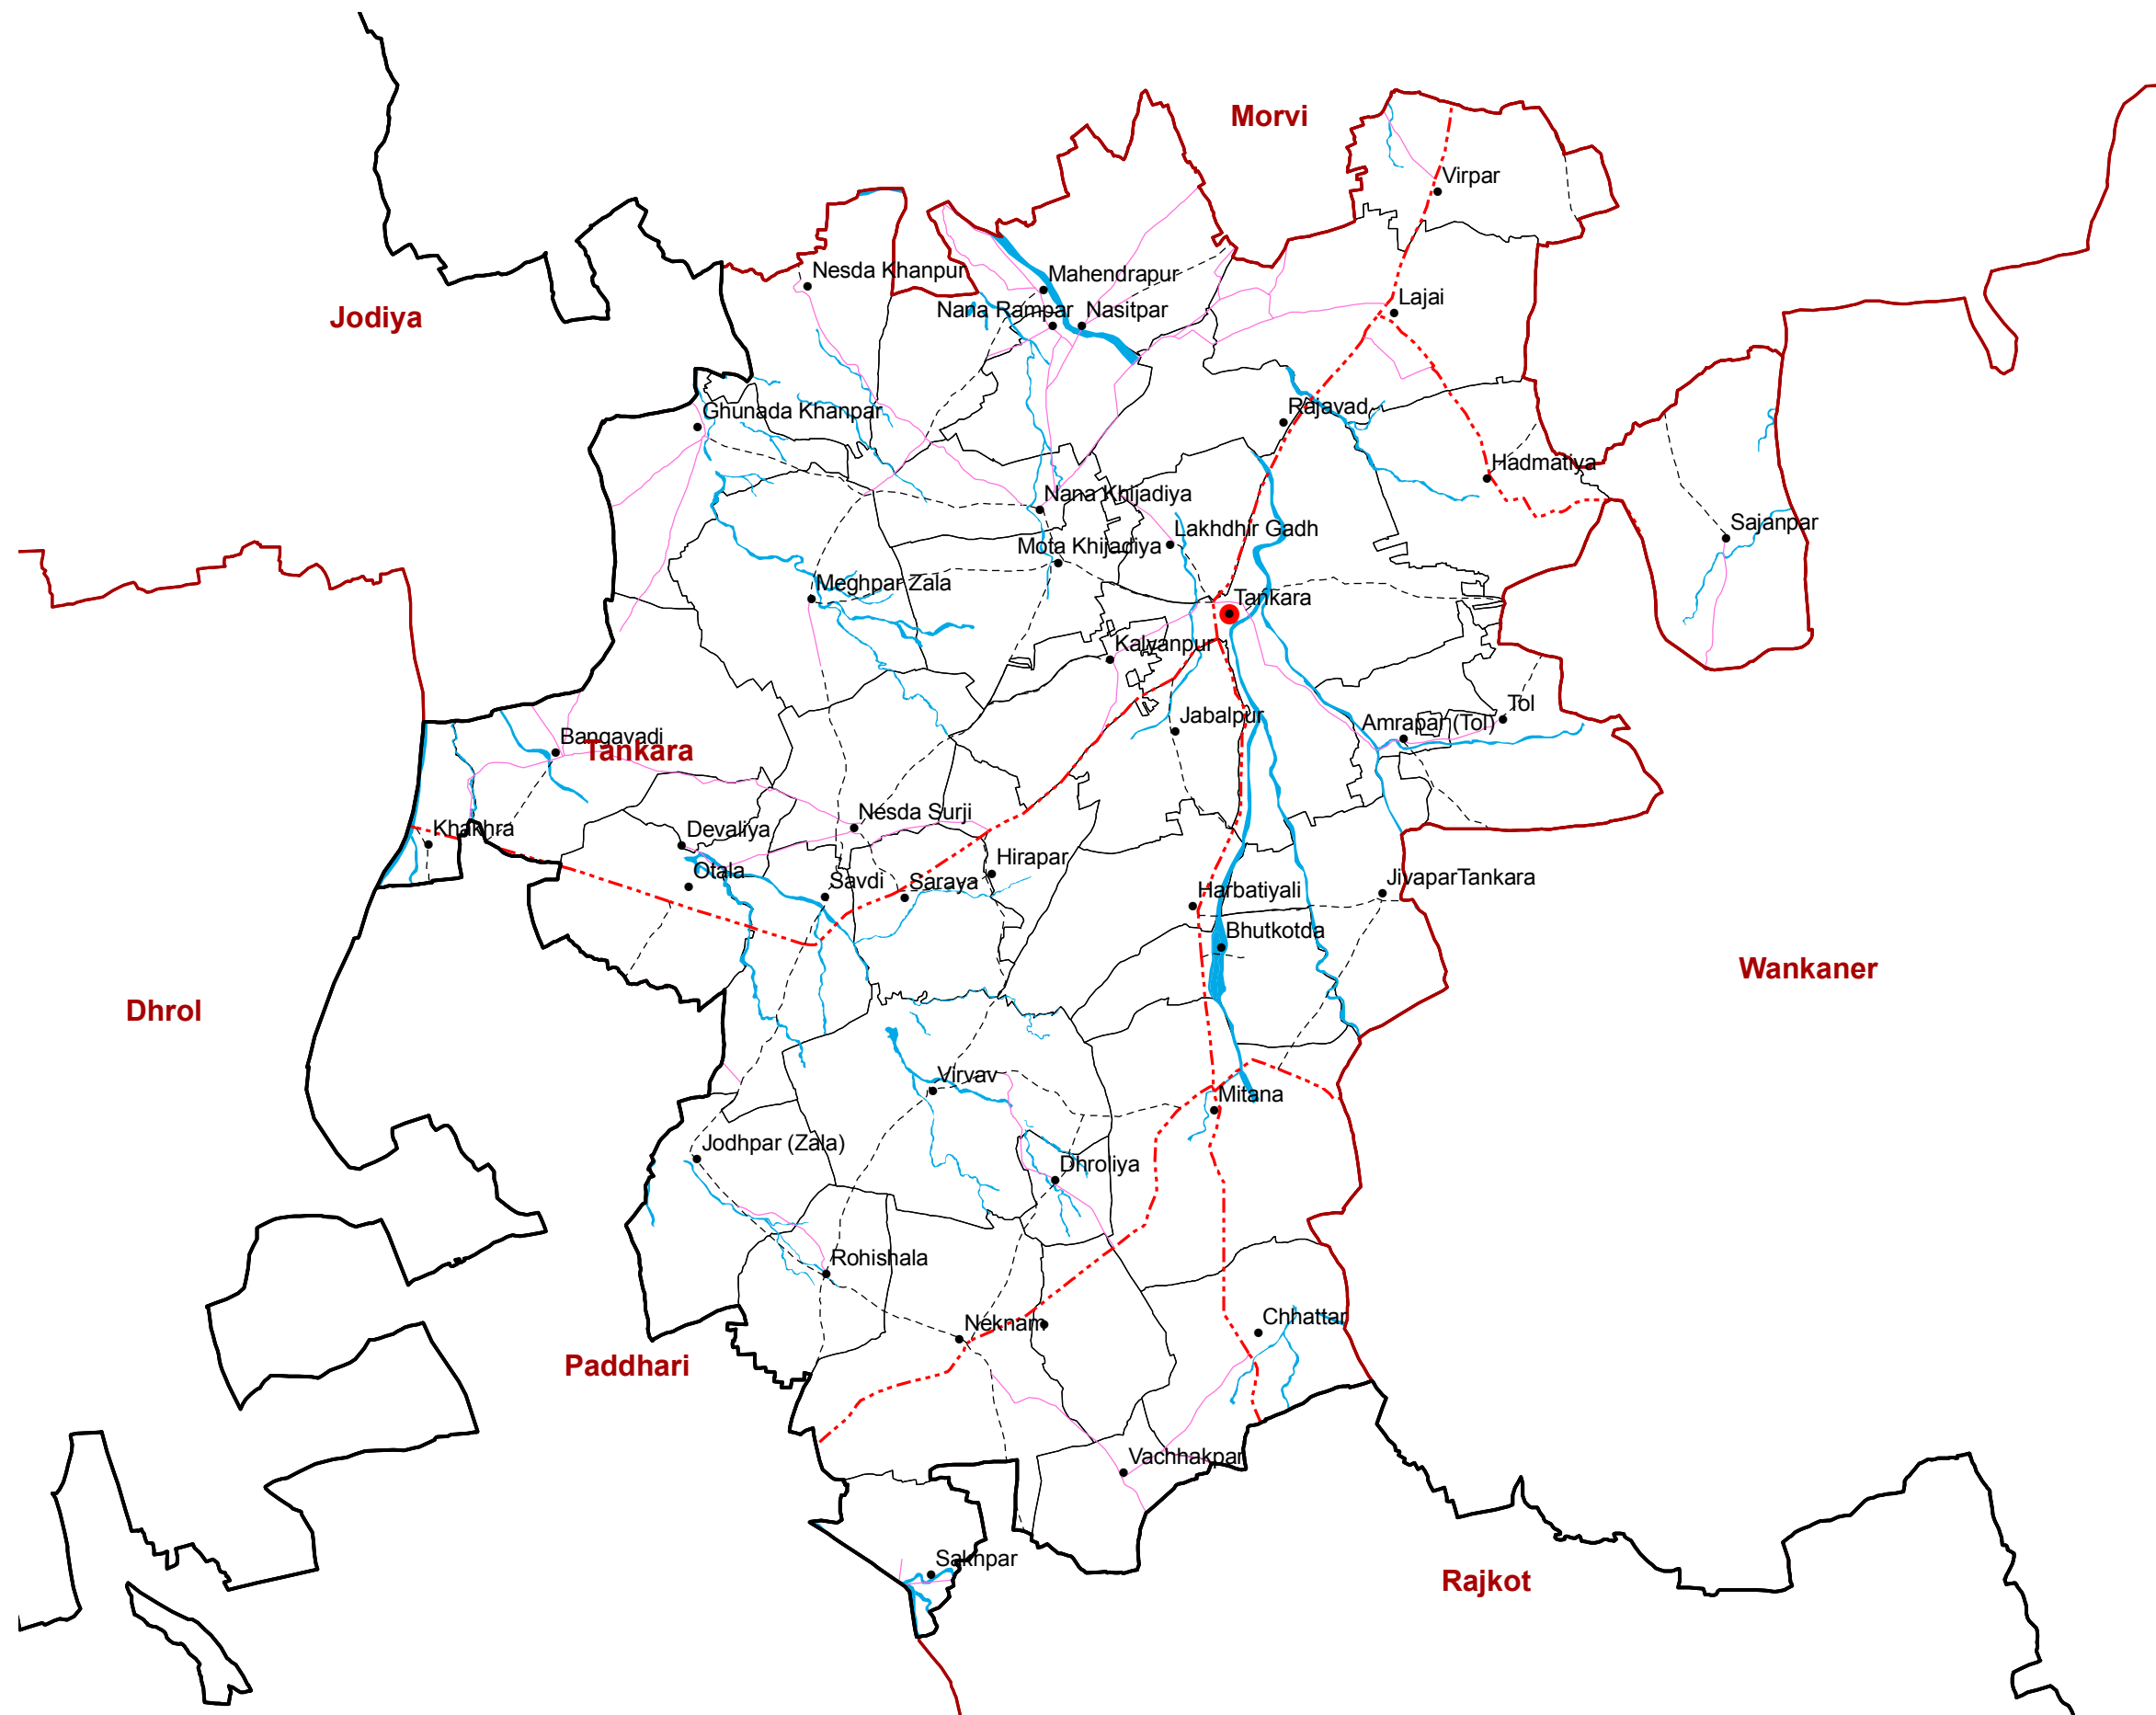 Morvi
Virpar
Nesda Khanpur
Mahendrapur
Lajai
Nana Rampar
Nasitpar
Jodiya
Rajavad
Ghunada Khanpar
Hadmatiya
Nana Khijadiya
Sajanpar
Lakhdhir Gadh
Mota Khijadiya
Meghpar Zala
Tankara
Kalyanpur
Tol
Jabalpur
Amrapar (Tol)
Bangavadi
Tankara
Nesda Surji
Khakhra
Devaliya
Hirapar
Otala
Savdi
Saraya
JivaparTankara
Harbatiyali
Bhutkotda
Wankaner
Dhrol
Virvav
Mitana
Jodhpar (Zala)
Dhroliya
Rohishala
Chhattar
Neknam
Paddhari
Vachhakpar
Sakhpar
Rajkot